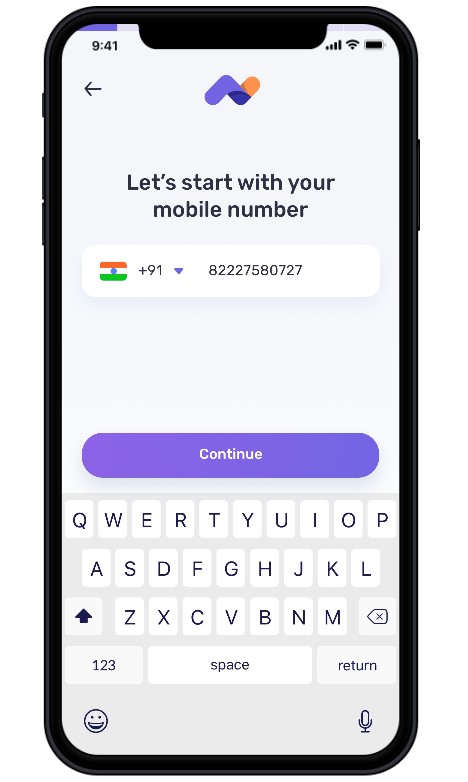 9:41
Let's start with your
mobile number
+91 82227580727
Continue
Q W E R T Y U I O P
A S D F G H J K L
Z X C V B N M
123 space return